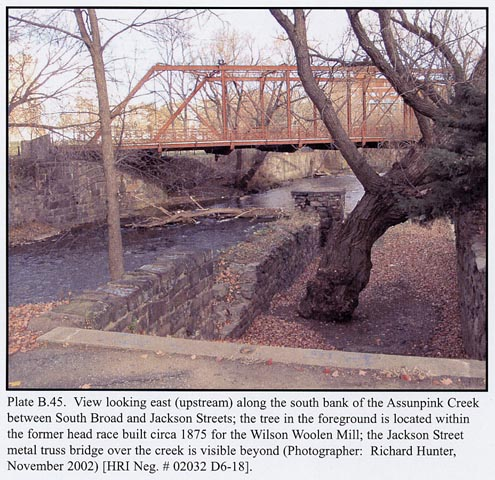 Plate B.45.  View looking east (upstream) along the south bank of the Assunpink Creek
between South Broad and Jackson Streets; the tree in the foreground is located within
the former head race built circa 1875 for the Wilson Woolen Mill; the Jackson Street
metal truss bridge over the creek is visible beyond (Photographer:  Richard Hunter,
November 2002) [HRI Neg. # 02032 D6-18].